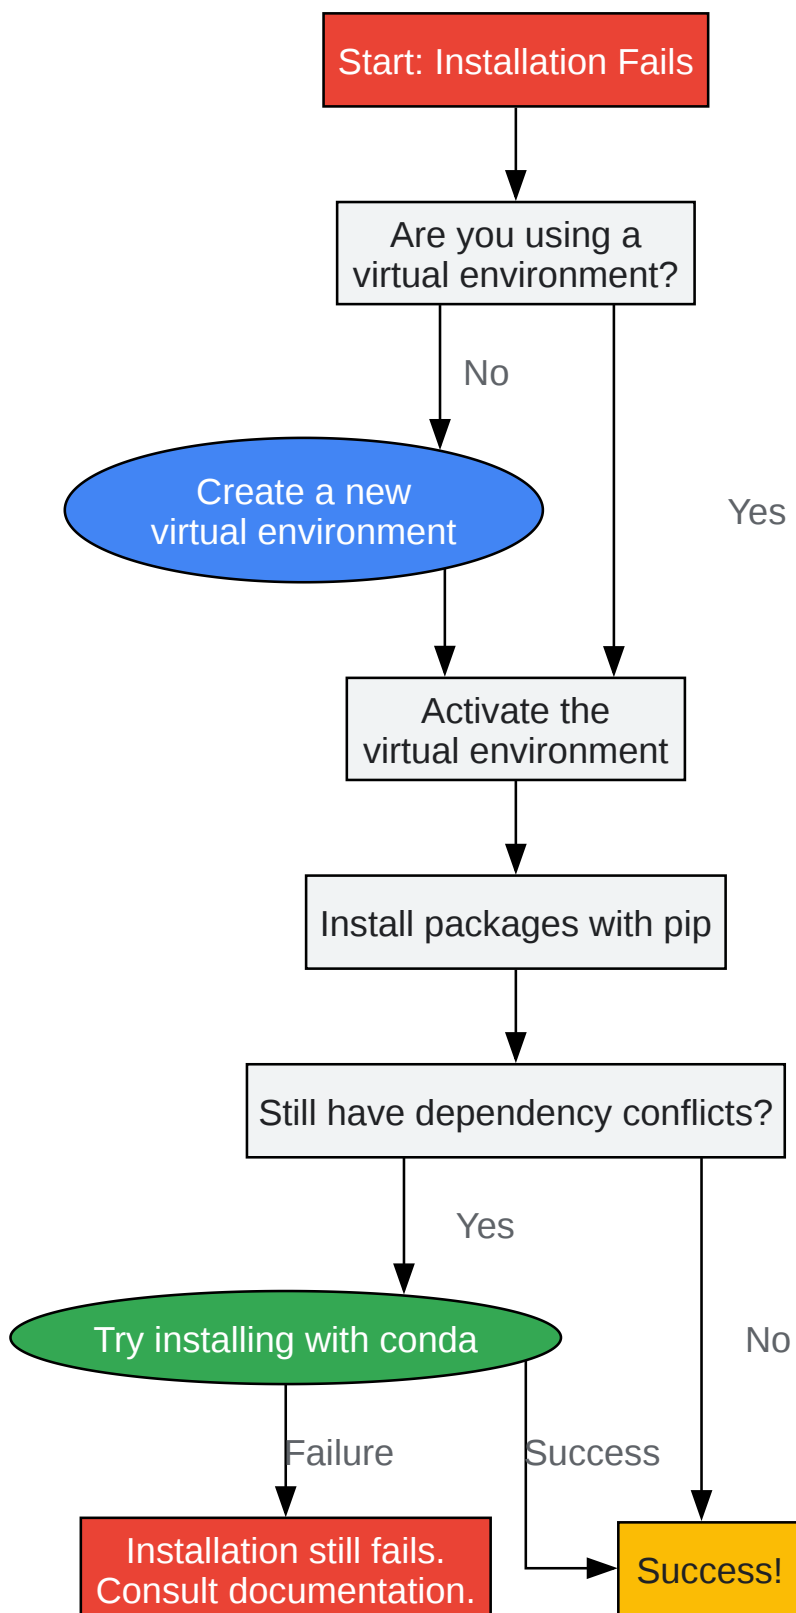 Start: Installation Fails
Are you using a
virtual environment?
No
Create a new
virtual environment
Yes
Activate the
virtual environment
Install packages with pip
Still have dependency conflicts?
Yes
Try installing with conda
No
Failure
Success
Installation still fails.
Consult documentation.
Success!